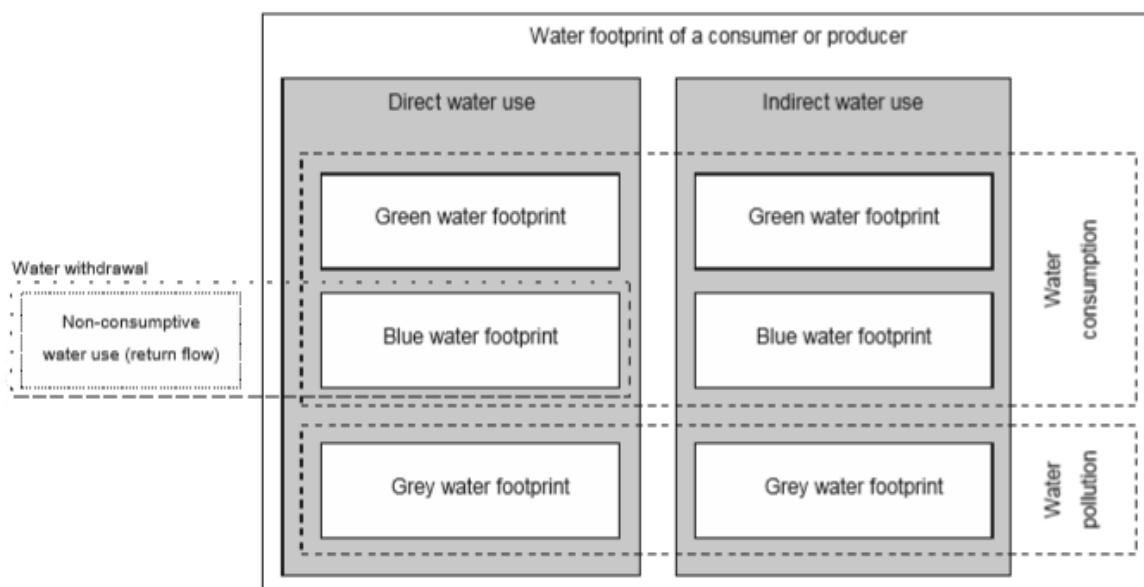 Water footprint of a consumer or producer
Direct water use
Indirect water use
Green water footprint
Green water footprint
Water withdrawal
Non-consumptive
water use (return flow)
Blue water footprint
Blue water footprint
Water
consumption
Grey water footprint
Grey water footprint
Water
pollution